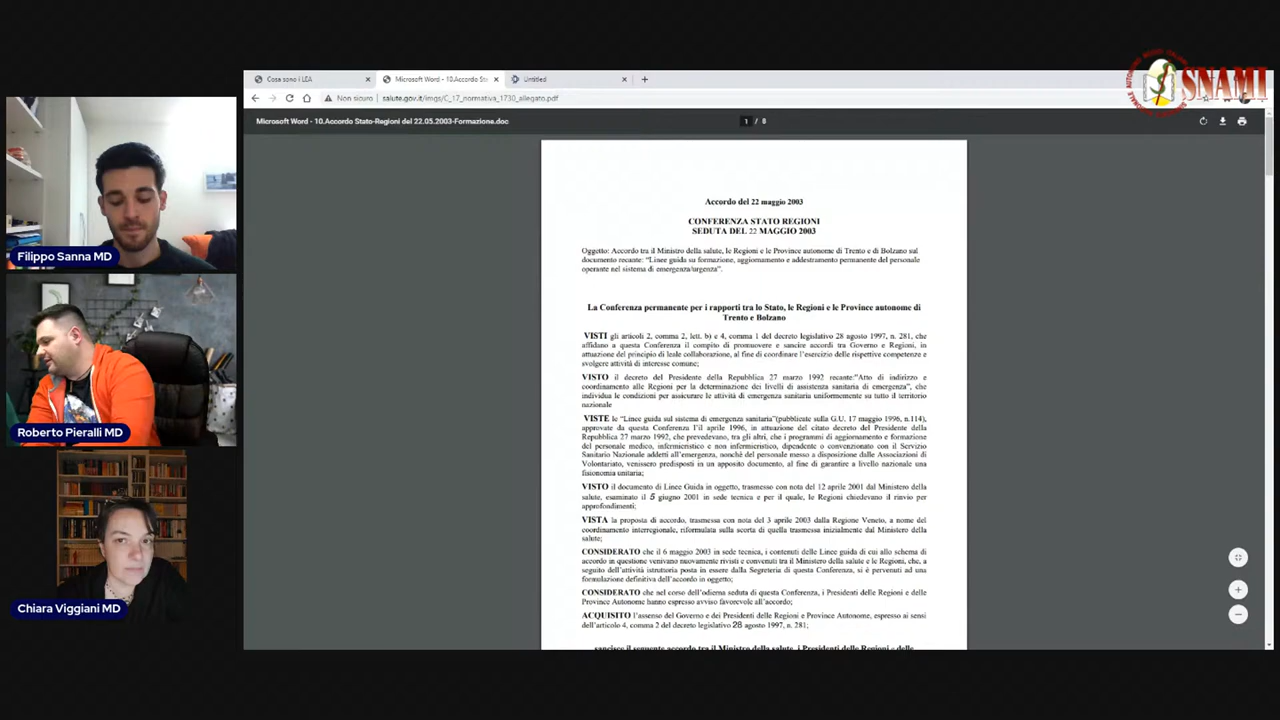 SNAMI
Cosa sono i LEA
Microsoft Word - 10.Accordo Sta
Untitled
Non sicuro
salute.gov.it/imgs/C_17_normativa_1730_allegato.pdf
Microsoft Word - 10.Accordo Stato-Regioni del 22.05.2003-Formazione.doc
1 / 8
Filippo Sanna MD
Roberto Pieralli MD
Chiara Viggiani MD
Accordo del 22 maggio 2003
CONFERENZA STATO REGIONI
SEDUTA DEL 22 MAGGIO 2003
Oggetto: Accordo tra il Ministro della salute, le Regioni e le Province autonome di Trento e di Bolzano sul
documento recante: "Linee guida su formazione, aggiornamento e addestramento permanente del personale
operante nel sistema di emergenza/urgenza".
La Conferenza permanente per i rapporti tra lo Stato, le Regioni e le Province autonome di
Trento e Bolzano
VISTI gli articoli 2, comma 2, lett. b) e 4, comma 1 del decreto legislativo 28 agosto 1997, n. 281, che
affidano a questa Conferenza il compito di promuovere e sancire accordi tra Governo e Regioni, in
attuazione del principio di leale collaborazione, al fine di coordinare l'esercizio delle rispettive competenze e
svolgere attività di interesse comune;
VISTO il decreto del Presidente della Repubblica 27 marzo 1992 recante:"Atto di indirizzo e
coordinamento alle Regioni per la determinazione dei livelli di assistenza sanitaria di emergenza", che
individua le condizioni per assicurare le attività di emergenza sanitaria uniformemente su tutto il territorio
nazionale
VISTE le "Linee guida sul sistema di emergenza sanitaria"(pubblicate sulla G.U. 17 maggio 1996, n.114),
approvate da questa Conferenza l'il aprile 1996, in attuazione del citato decreto del Presidente della
Repubblica 27 marzo 1992, che prevedevano, tra gli altri, che i programmi di aggiornamento e formazione
del personale medico, infermieristico e non infermieristico, dipendente o convenzionato con il Servizio
Sanitario Nazionale addetti all'emergenza, nonchè del personale messo a disposizione dalle Associazioni di
Volontariato, venissero predisposti in un apposito documento, al fine di garantire a livello nazionale una
fisionomia unitaria;
VISTO il documento di Linee Guida in oggetto, trasmesso con nota del 12 aprile 2001 dal Ministero della
salute, esaminato il 5 giugno 2001 in sede tecnica e per il quale, le Regioni chiedevano il rinvio per
approfondimenti;
VISTA la proposta di accordo, trasmessa con nota del 3 aprile 2003 dalla Regione Veneto, a nome del
coordinamento interregionale, riformulata sulla scorta di quella trasmessa inizialmente dal Ministero della
salute;
CONSIDERATO che il 6 maggio 2003 in sede tecnica, i contenuti delle Linee guida di cui allo schema di
accordo in questione venivano nuovamente rivisti e convenuti tra il Ministero della salute e le Regioni, che, a
seguito dell'attività istruttoria posta in essere dalla Segreteria di questa Conferenza, si è pervenuti ad una
formulazione definitiva dell'accordo in oggetto;
CONSIDERATO che nel corso dell'odierna seduta di questa Conferenza, i Presidenti delle Regioni e delle
Province Autonome hanno espresso avviso favorevole all'accordo;
ACQUISITO l'assenso del Governo e dei Presidenti delle Regioni e Province Autonome, espresso ai sensi
dell'articolo 4, comma 2 del decreto legislativo 28 agosto 1997, n. 281;
sancisce il seguente accordo tra il Ministro della salute, i Presidenti delle Regioni e delle